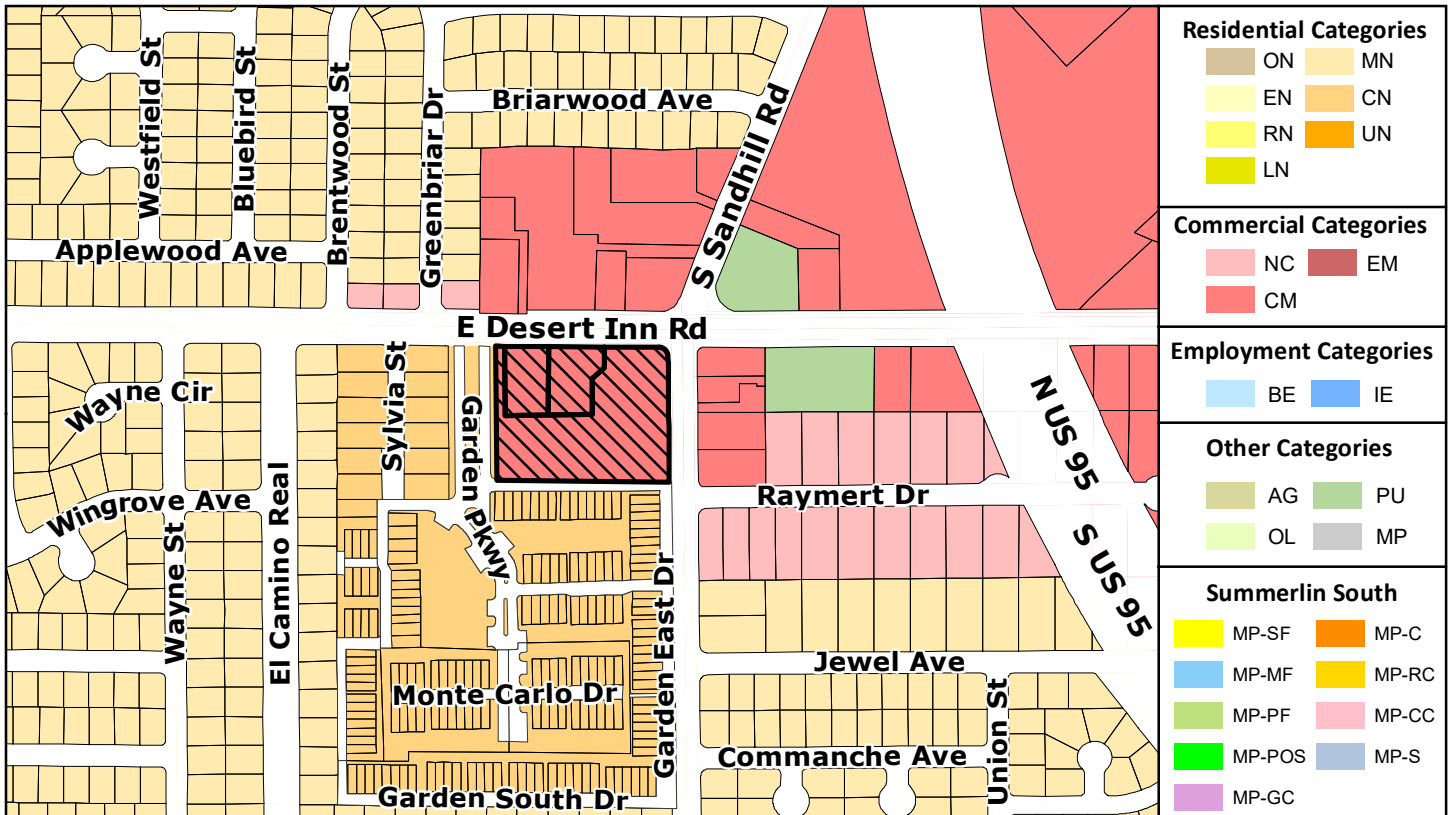 Westfield St
Bluebird St
Brentwood St
Greenbriar Dr
Briarwood Ave
S Sandhill Rd
Applewood Ave
E Desert Inn Rd
Wayne Cir
Sylvia St
Garden Pkwy
N US 95
Wingrove Ave
El Camino Real
Raymert Dr
S US 95
Wayne St
Garden East Dr
Jewel Ave
Monte Carlo Dr
Union St
Commanche Ave
Garden South Dr
Residential Categories
ON MN
EN CN
RN UN
LN
Commercial Categories
NC EM
CM
Employment Categories
BE IE
Other Categories
AG PU
OL MP
Summerlin South
MP-SF MP-C
MP-MF MP-RC
MP-PF MP-CC
MP-POS MP-S
MP-GC